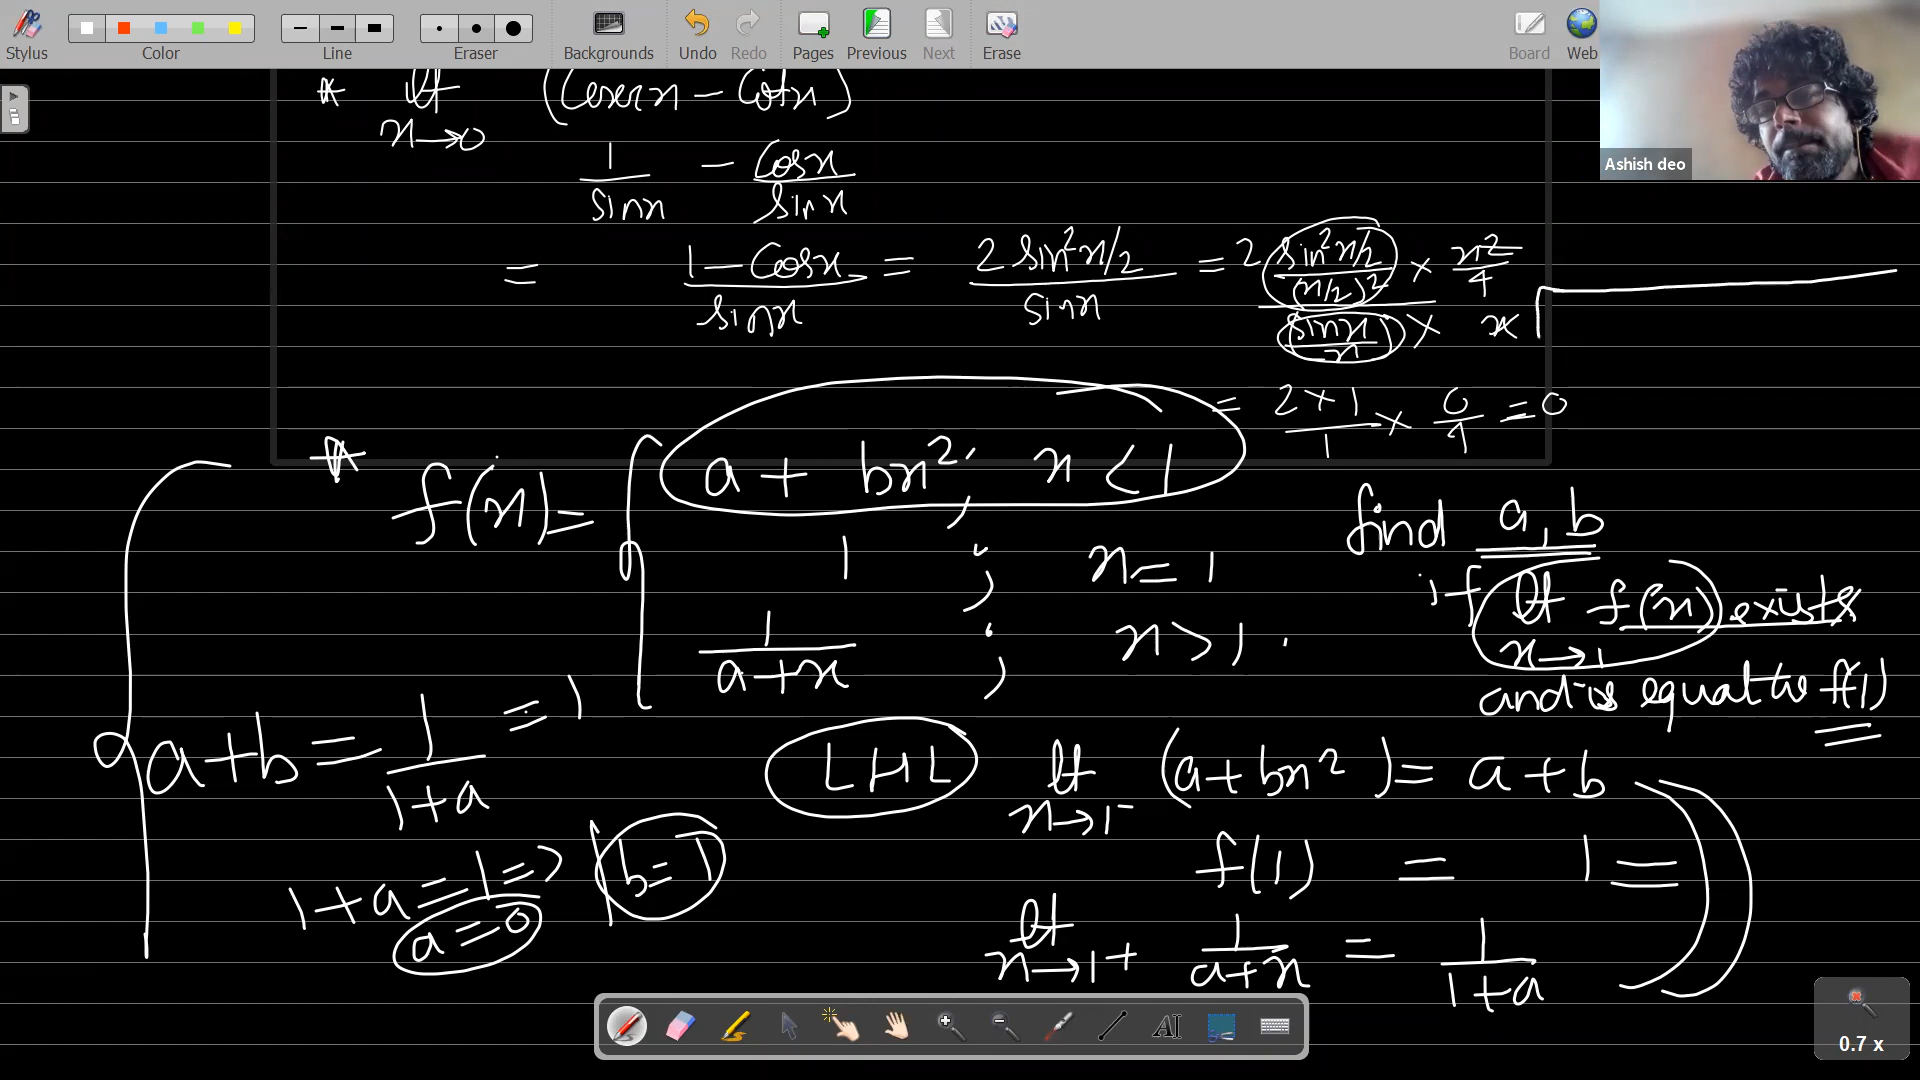 Stylus Color Line Eraser Backgrounds Undo Redo Pages Previous Next Erase Board Web
Ashish deo
* lt x→0 (Cosecx − Cotx)
1/sinx − Cosx/sinx
= (1 − Cosx)/sinx = (2 sin²x/2)/sinx = 2 (sin²x/2)/(x/2)² × x²/4 / (sinx/x) × x
= (2×1)/1 × 0/4 = 0
* f(x) = { a + bx² ; x < 1
1 ; x = 1
1/(a+x) ; x > 1
find a, b
if lt x→1 f(x) exists
and is equal to f(1)
LHL lt x→1⁻ (a + bx²) = a + b
f(1) = 1 =
lt x→1+ 1/(a+x) = 1/(1+a)
a+b = 1/(1+a) = 1
1+a = 1 => b = 1
a = 0
0.7 x